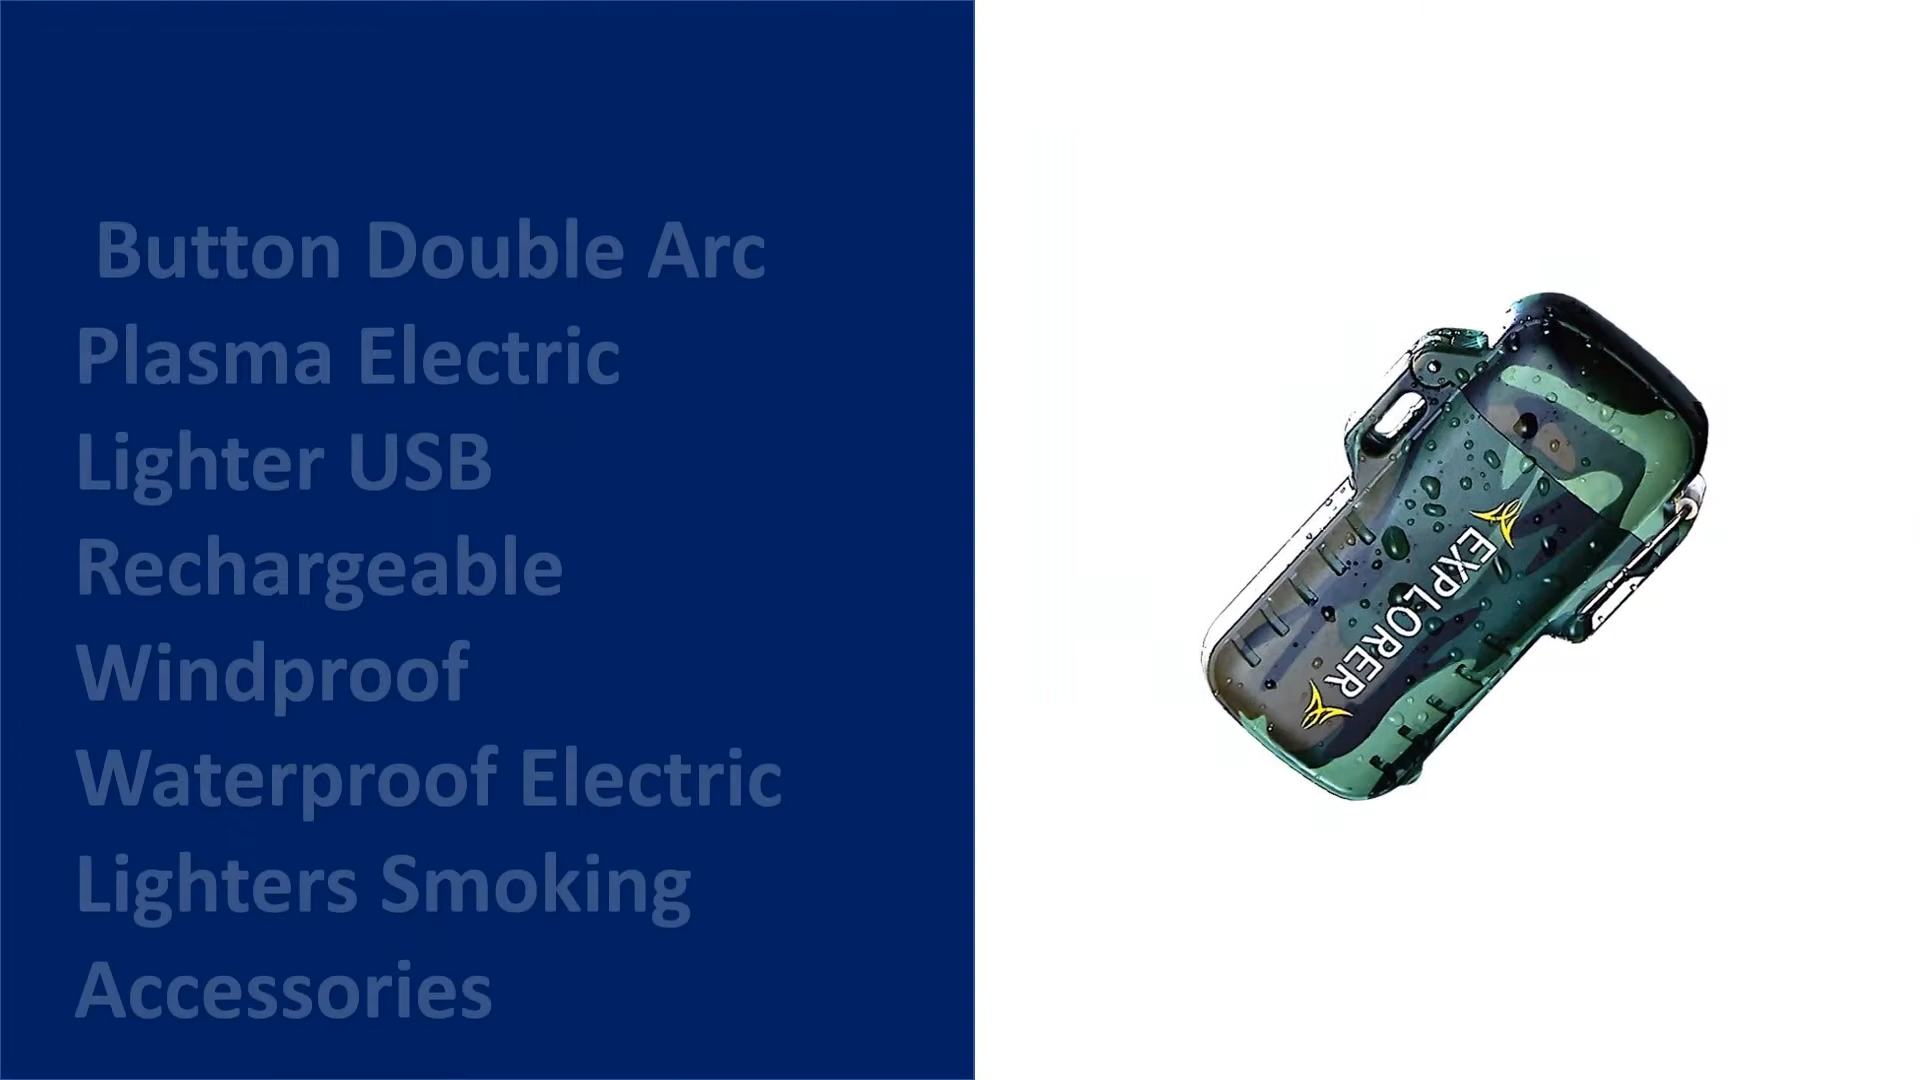 Button Double Arc
Plasma Electric
Lighter USB
Rechargeable
Windproof
Waterproof Electric
Lighters Smoking
Accessories
EXPLORER